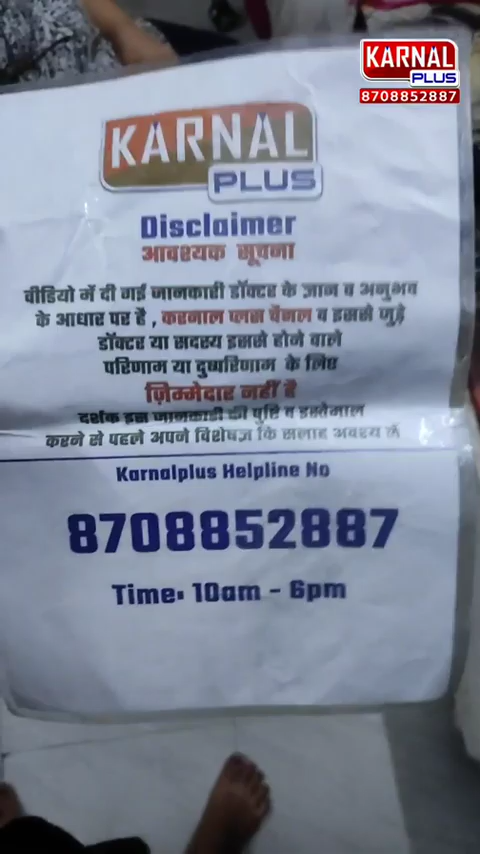 KARNAL
PLUS
8708852887
KARNAL
PLUS
Disclaimer
आवश्यक सूचना
वीडियो में दी गई जानकारी डॉक्टर के ज्ञान व अनुभव
के आधार पर है , करनाल प्लस चैनल व इससे जुड़े
डॉक्टर या सदस्य इससे होने वाले
परिणाम या दुष्परिणाम के लिए
ज़िम्मेदार नहीं है
दर्शक इस जानकारी की पुष्टि व इस्तेमाल
करने से पहले अपने विशेषज्ञ कि सलाह अवश्य लें
Karnalplus Helpline No
8708852887
Time: 10am - 6pm